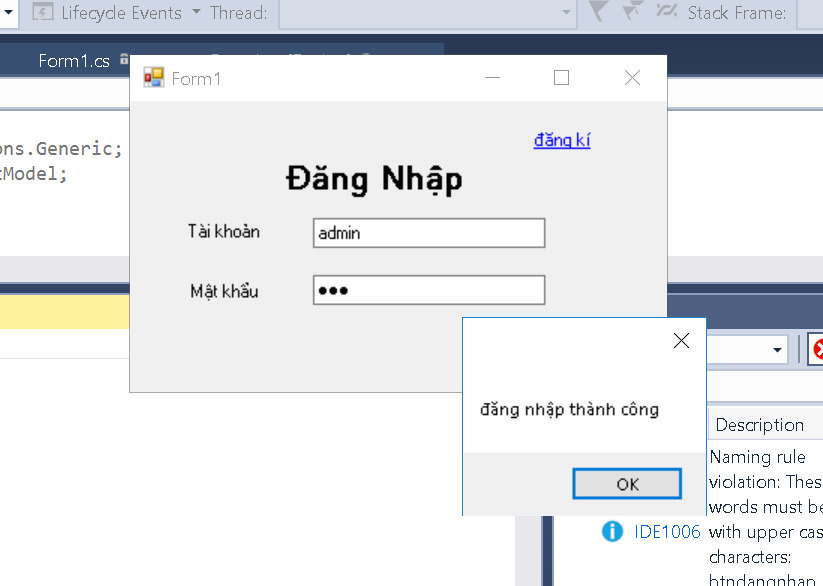 Lifecycle Events
Thread:
Stack Frame:
Form1.cs
Form1
ons.Generic;
tModel;
đăng kí
Đăng Nhập
Tài khoản
admin
Mật khẩu
đăng nhập thành công
OK
Description
Naming rule
violation: Thes
words must be
IDE1006
with upper cas
characters:
btndangnhap